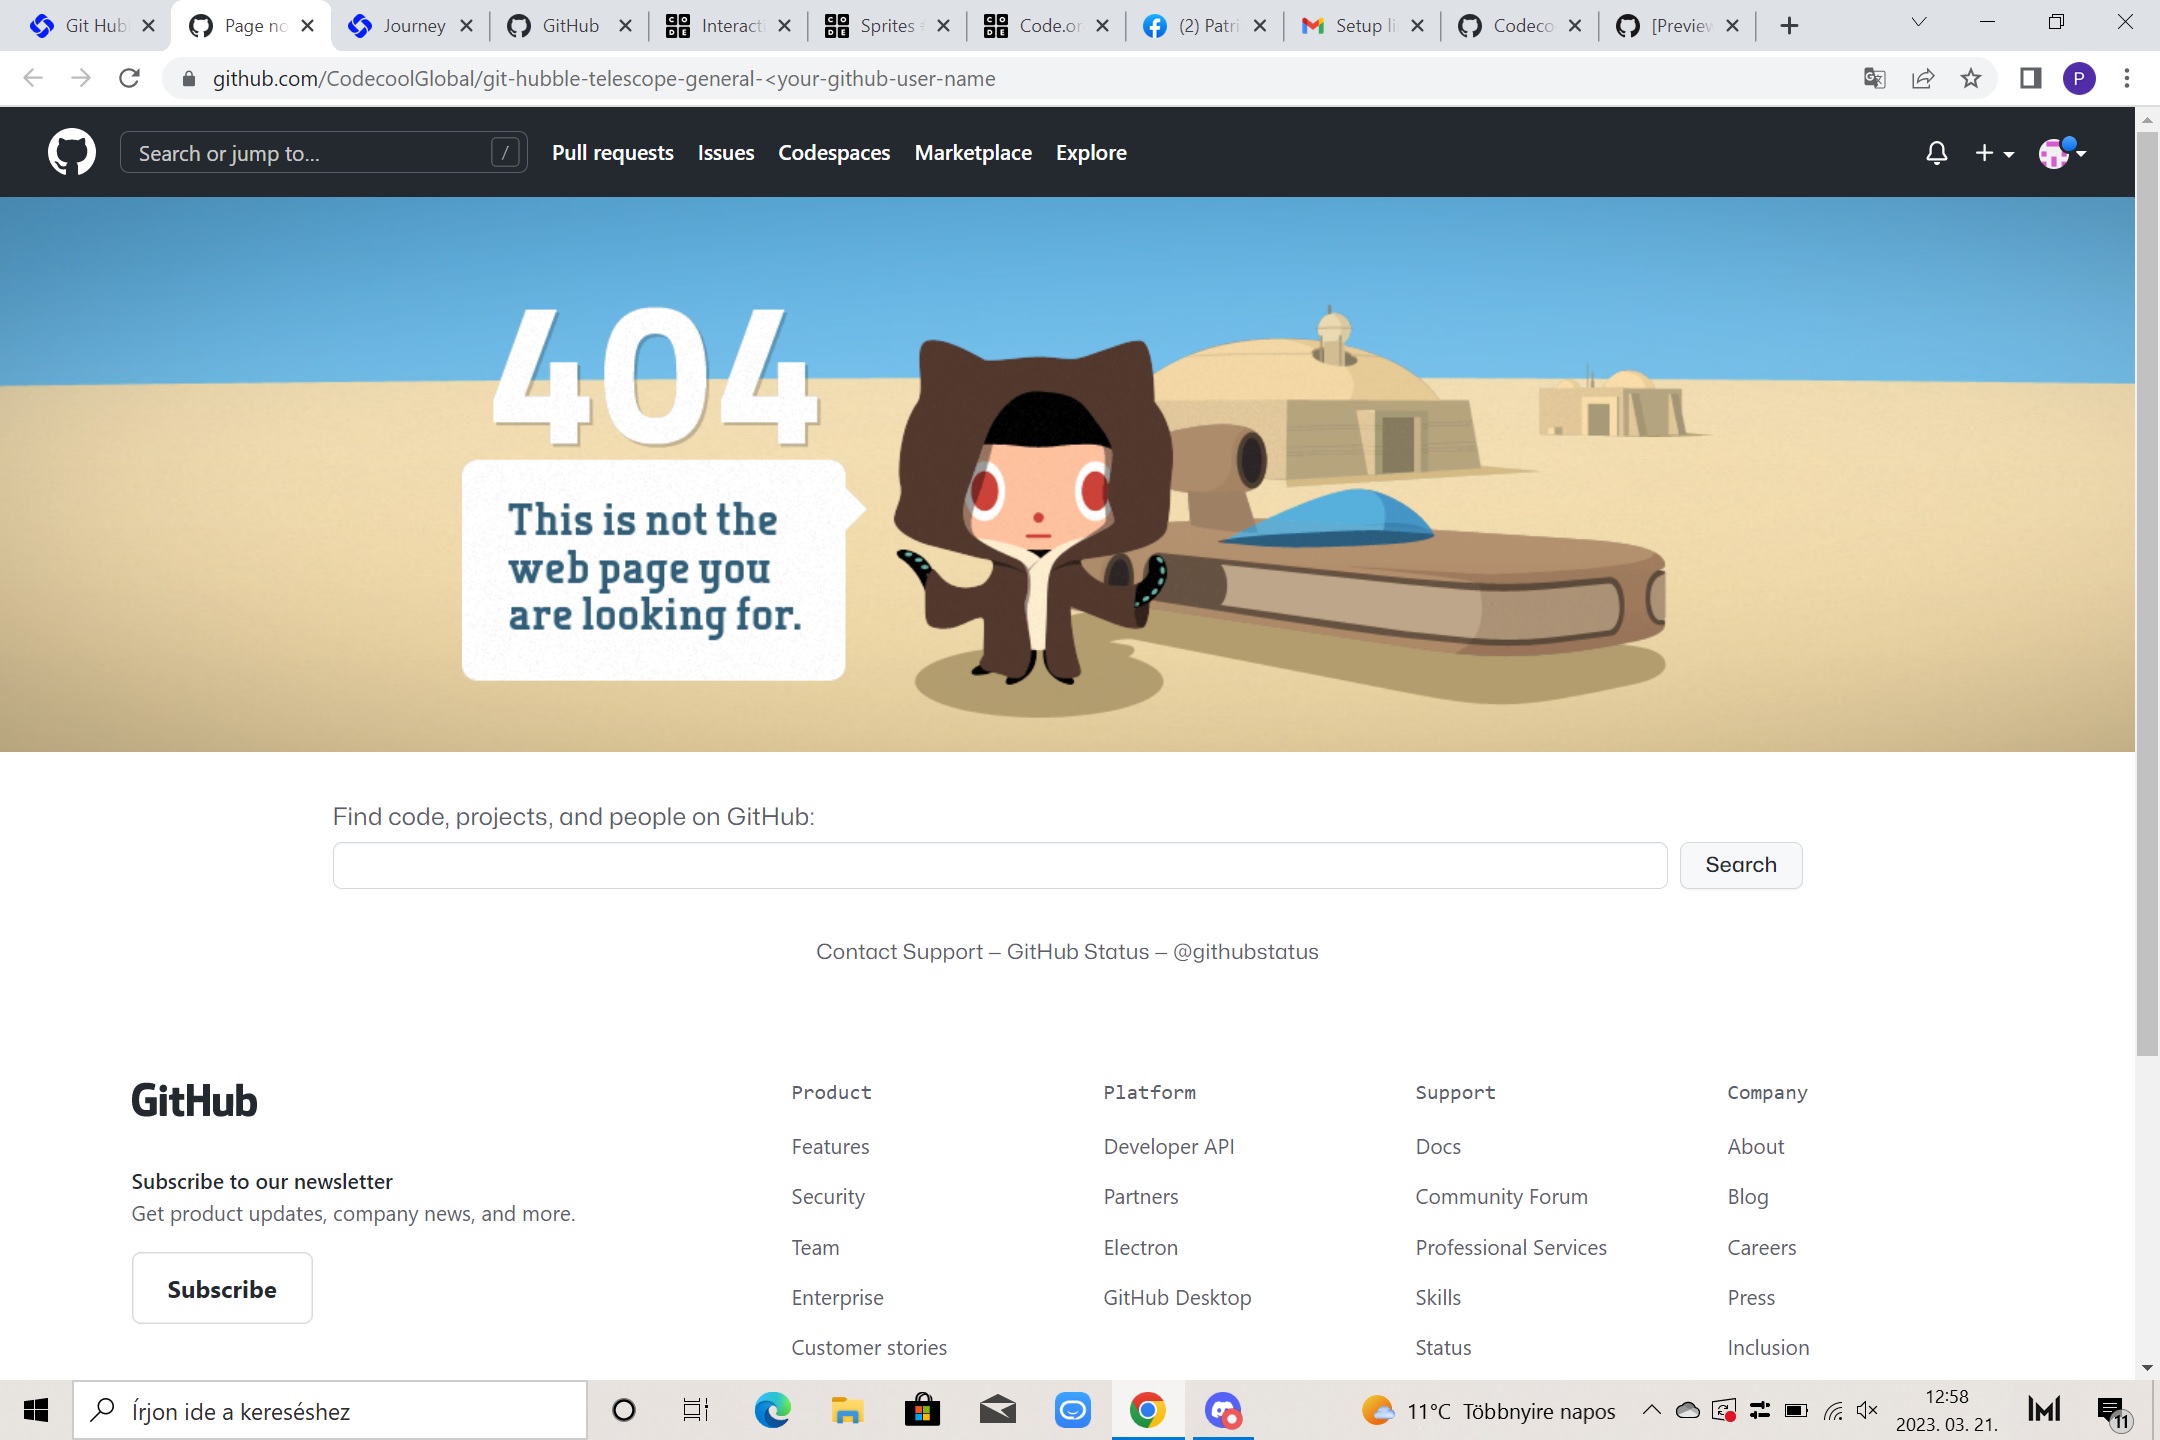 Git Hub
Page no
Journey
GitHub
Interacti
Sprites
Code.or
(2) Patri
Setup li
Codeco
[Preview
github.com/CodecoolGlobal/git-hubble-telescope-general-<your-github-user-name
P
Search or jump to...
/
Pull requests
Issues
Codespaces
Marketplace
Explore
404
This is not the
web page you
are looking for.
Find code, projects, and people on GitHub:
Search
Contact Support — GitHub Status — @githubstatus
GitHub
Subscribe to our newsletter
Get product updates, company news, and more.
Subscribe
Product
Features
Security
Team
Enterprise
Customer stories
Platform
Developer API
Partners
Electron
GitHub Desktop
Support
Docs
Community Forum
Professional Services
Skills
Status
Company
About
Blog
Careers
Press
Inclusion
Írjon ide a kereséshez
11°C Többnyire napos
12:58
2023. 03. 21.
11